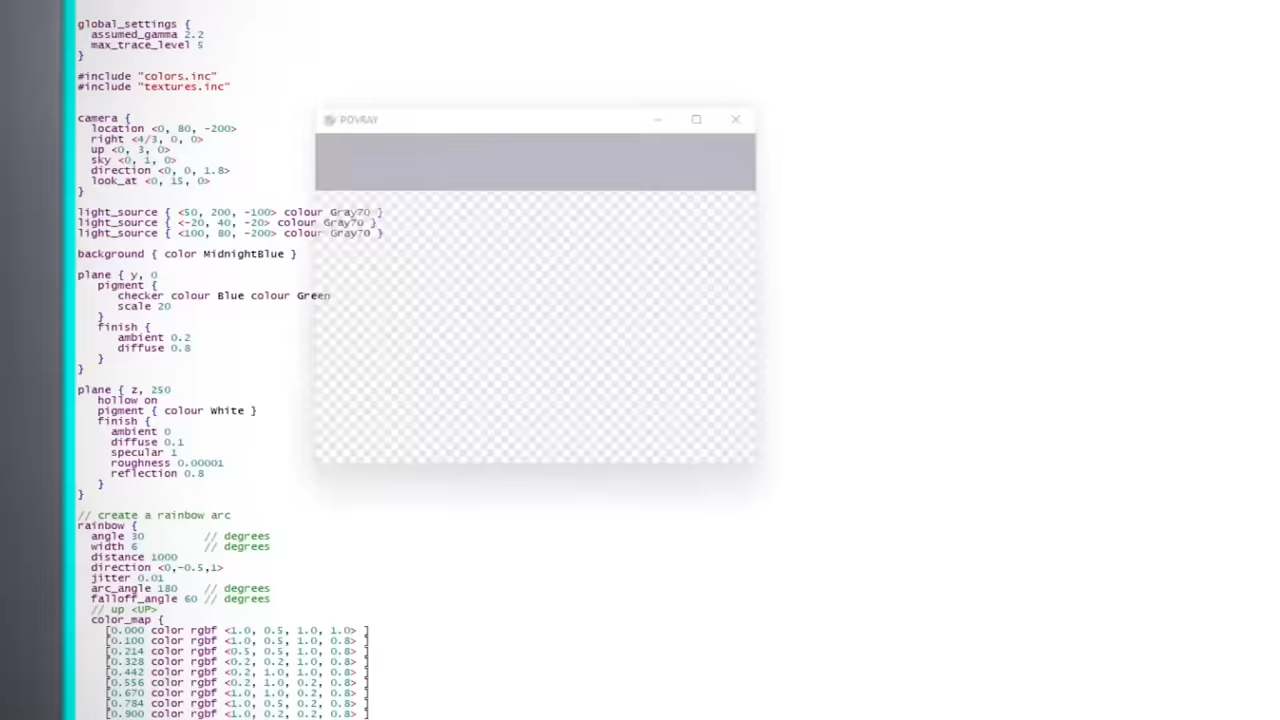 global_settings {
assumed_gamma 2.2
max_trace_level 5
}
#include "colors.inc"
#include "textures.inc"
camera {
location <0, 80, -200>
right <4/3, 0, 0>
up <0, 3, 0>
sky <0, 1, 0>
direction <0, 0, 1.8>
look_at <0, 15, 0>
}
light_source { <50, 200, -100> colour Gray70 }
light_source { <-20, 40, -20> colour Gray70 }
light_source { <100, 80, -200> colour Gray70 }
background { color MidnightBlue }
plane { y, 0
pigment {
checker colour Blue colour Green
scale 20
}
finish {
ambient 0.2
diffuse 0.8
}
}
plane { z, 250
hollow on
pigment { colour White }
finish {
ambient 0
diffuse 0.1
specular 1
roughness 0.00001
reflection 0.8
}
}
// create a rainbow arc
rainbow {
angle 30 // degrees
width 6 // degrees
distance 1000
direction <0,-0.5,1>
jitter 0.01
arc_angle 180 // degrees
falloff_angle 60 // degrees
// up <UP>
color_map {
[0.000 color rgbf <1.0, 0.5, 1.0, 1.0> ]
[0.100 color rgbf <1.0, 0.5, 1.0, 0.8> ]
[0.214 color rgbf <0.5, 0.5, 1.0, 0.8> ]
[0.328 color rgbf <0.2, 0.2, 1.0, 0.8> ]
[0.442 color rgbf <0.2, 1.0, 1.0, 0.8> ]
[0.556 color rgbf <0.2, 1.0, 0.2, 0.8> ]
[0.670 color rgbf <1.0, 1.0, 0.2, 0.8> ]
[0.784 color rgbf <1.0, 0.5, 0.2, 0.8> ]
[0.900 color rgbf <1.0, 0.2, 0.2, 0.8> ]
POVRAY